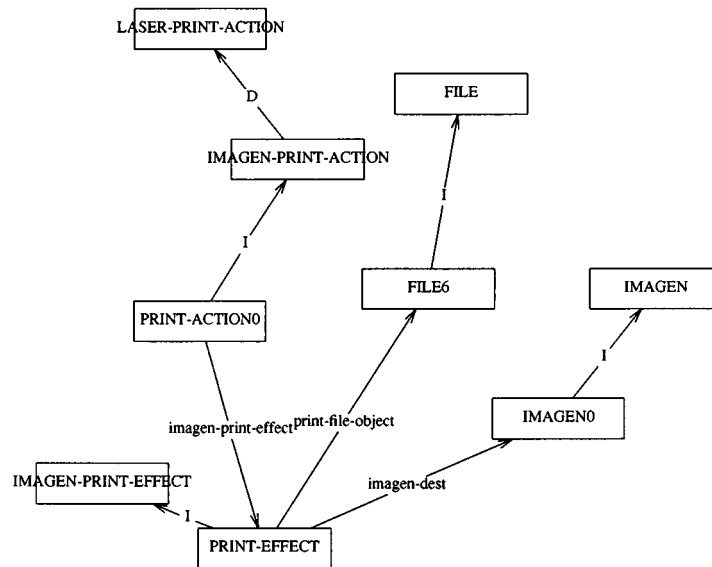 LASER-PRINT-ACTION
FILE
D
IMAGEN-PRINT-ACTION
I
I
FILE6
IMAGEN
PRINT-ACTION0
I
IMAGEN0
imagen-print-effect
print-file-object
IMAGEN-PRINT-EFFECT
imagen-dest
I
PRINT-EFFECT